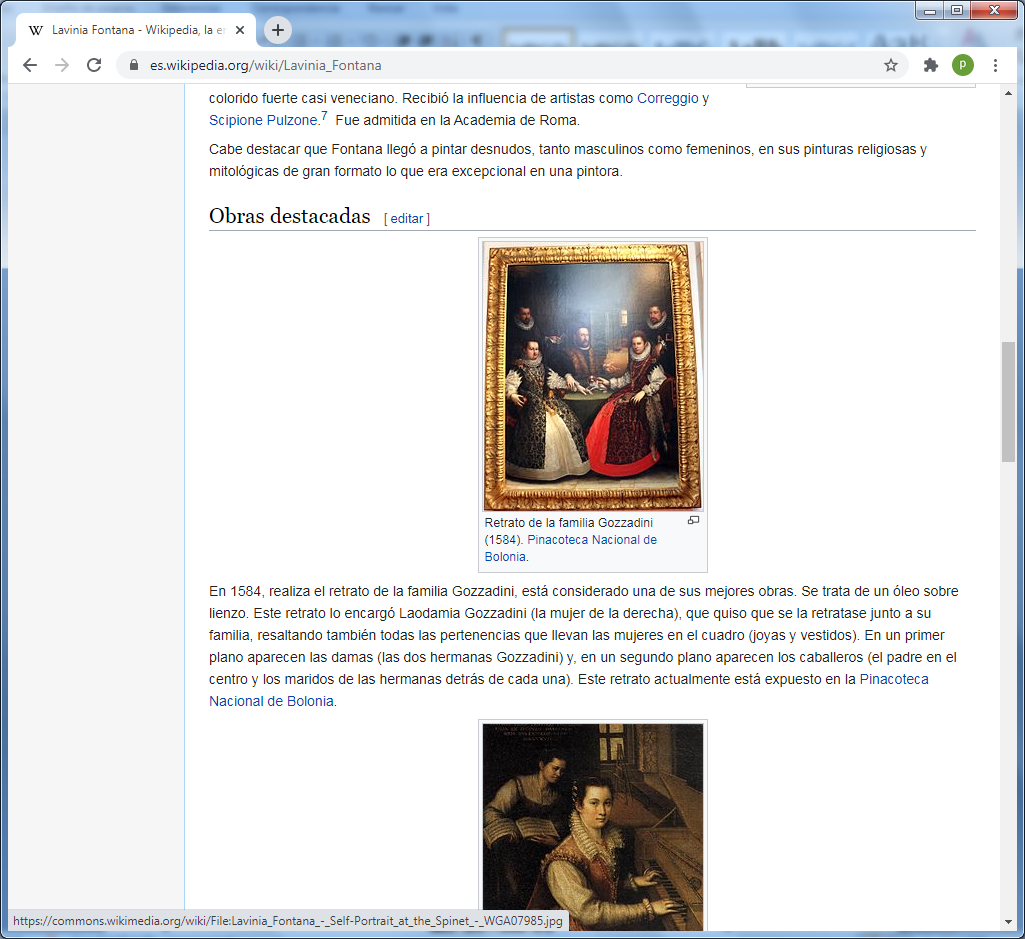 Lavinia Fontana - Wikipedia, la en
es.wikipedia.org/wiki/Lavinia_Fontana
p
colorido fuerte casi veneciano. Recibió la influencia de artistas como Correggio y
Scipione Pulzone.7 Fue admitida en la Academia de Roma.
Cabe destacar que Fontana llegó a pintar desnudos, tanto masculinos como femeninos, en sus pinturas religiosas y
mitológicas de gran formato lo que era excepcional en una pintora.
Obras destacadas [ editar ]
Retrato de la familia Gozzadini
(1584). Pinacoteca Nacional de
Bolonia.
En 1584, realiza el retrato de la familia Gozzadini, está considerado una de sus mejores obras. Se trata de un óleo sobre
lienzo. Este retrato lo encargó Laodamia Gozzadini (la mujer de la derecha), que quiso que se la retratase junto a su
familia, resaltando también todas las pertenencias que llevan las mujeres en el cuadro (joyas y vestidos). En un primer
plano aparecen las damas (las dos hermanas Gozzadini) y, en un segundo plano aparecen los caballeros (el padre en el
centro y los maridos de las hermanas detrás de cada una). Este retrato actualmente está expuesto en la Pinacoteca
Nacional de Bolonia.
https://commons.wikimedia.org/wiki/File:Lavinia_Fontana_-_Self-Portrait_at_the_Spinet_-_WGA07985.jpg